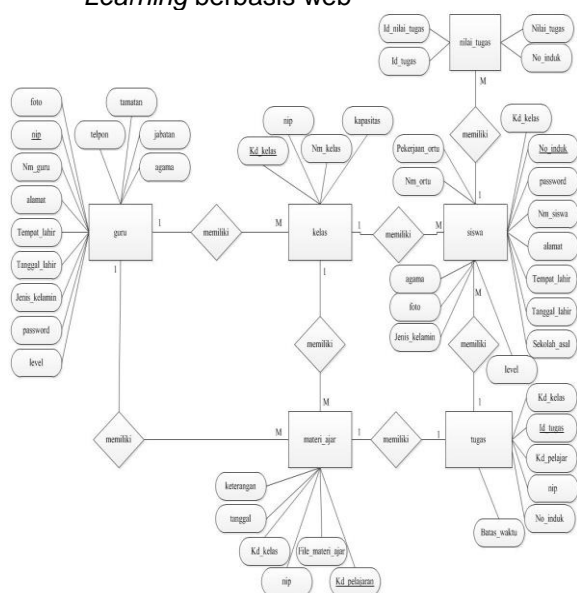 Learning berbasis web
Id_nilai_tugas
Nilai_tugas
nilai_tugas
Id_tugas
No_induk
M
foto
tamatan
nip
telpon
jabatan
Nm_guru
agama
alamat
Tempat_lahir
Tanggal_lahir
Jenis_kelamin
password
level
guru
1
memiliki
M
1
nip
kapasitas
Kd_kelas
Nm_kelas
kelas
1
memiliki
M
1
memiliki
1
Kd_kelas
Pekerjaan_ortu
No_induk
Nm_ortu
password
Nm_siswa
siswa
alamat
agama
Tempat_lahir
foto
Tanggal_lahir
Jenis_kelamin
Sekolah_asal
level
M
memiliki
M
memiliki
1
memiliki
M
materi_ajar
1
memiliki
1
tugas
Kd_kelas
Id_tugas
Kd_pelajar
nip
No_induk
Batas_waktu
keterangan
tanggal
Kd_kelas
File_materi_ajar
nip
Kd_pelajaran